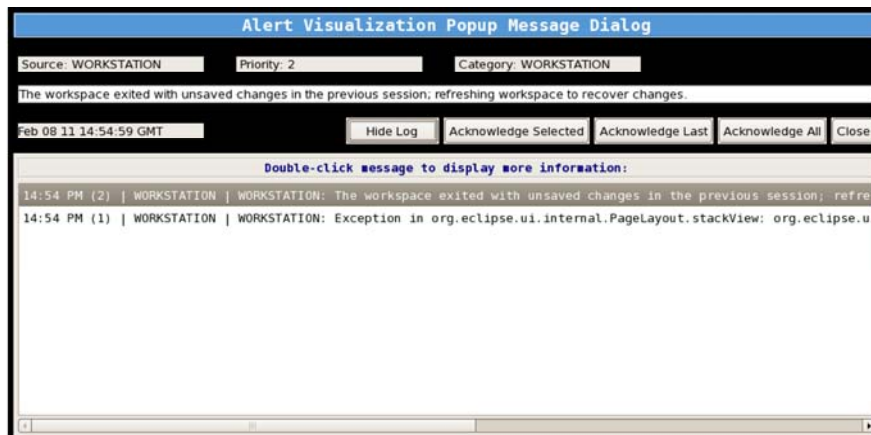 Alert Visualization Popup Message Dialog
Source: WORKSTATION Priority: 2 Category: WORKSTATION
The workspace exited with unsaved changes in the previous session; refreshing workspace to recover changes.
Feb 08 11 14:54:59 GMT Hide Log Acknowledge Selected Acknowledge Last Acknowledge All Close
Double-click message to display more information:
14:54 PM (2) | WORKSTATION | WORKSTATION: The workspace exited with unsaved changes in the previous session; refre
14:54 PM (1) | WORKSTATION | WORKSTATION: Exception in org.eclipse.ui.internal.PageLayout.stackView: org.eclipse.u